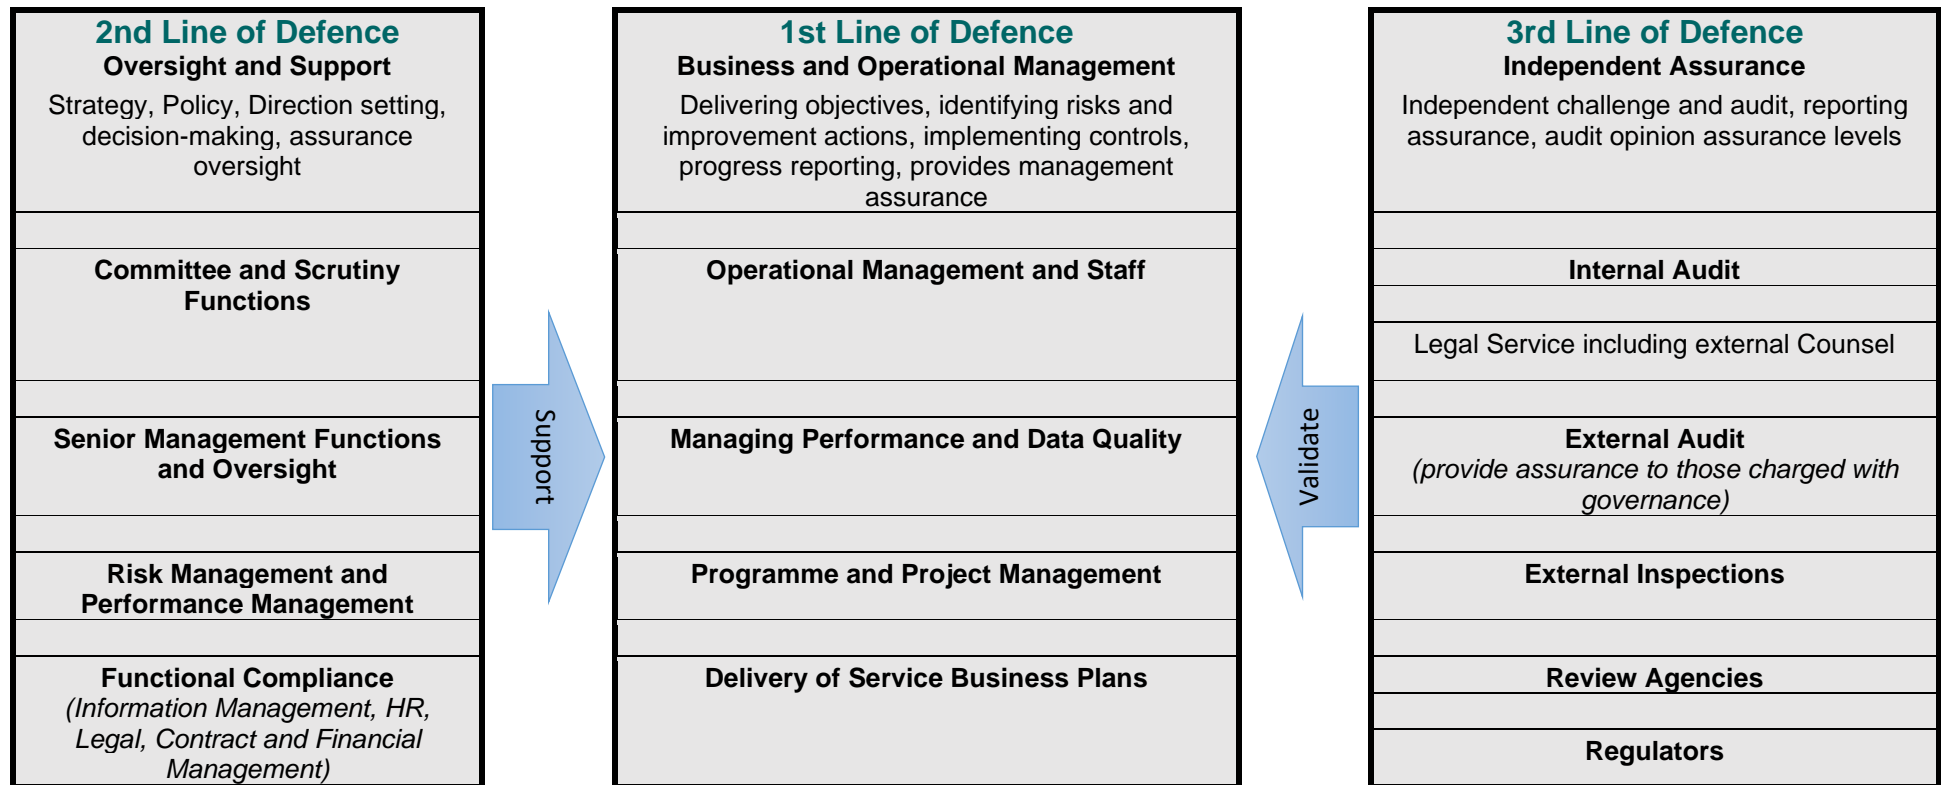 2nd Line of Defence
Oversight and Support
Strategy, Policy, Direction setting,
decision-making, assurance
oversight
Committee and Scrutiny
Functions
Senior Management Functions
and Oversight
Risk Management and
Performance Management
Functional Compliance
(Information Management, HR,
Legal, Contract and Financial
Management)
Support
1st Line of Defence
Business and Operational Management
Delivering objectives, identifying risks and
improvement actions, implementing controls,
progress reporting, provides management
assurance
Operational Management and Staff
Managing Performance and Data Quality
Programme and Project Management
Delivery of Service Business Plans
Validate
3rd Line of Defence
Independent Assurance
Independent challenge and audit, reporting
assurance, audit opinion assurance levels
Internal Audit
Legal Service including external Counsel
External Audit
(provide assurance to those charged with
governance)
External Inspections
Review Agencies
Regulators